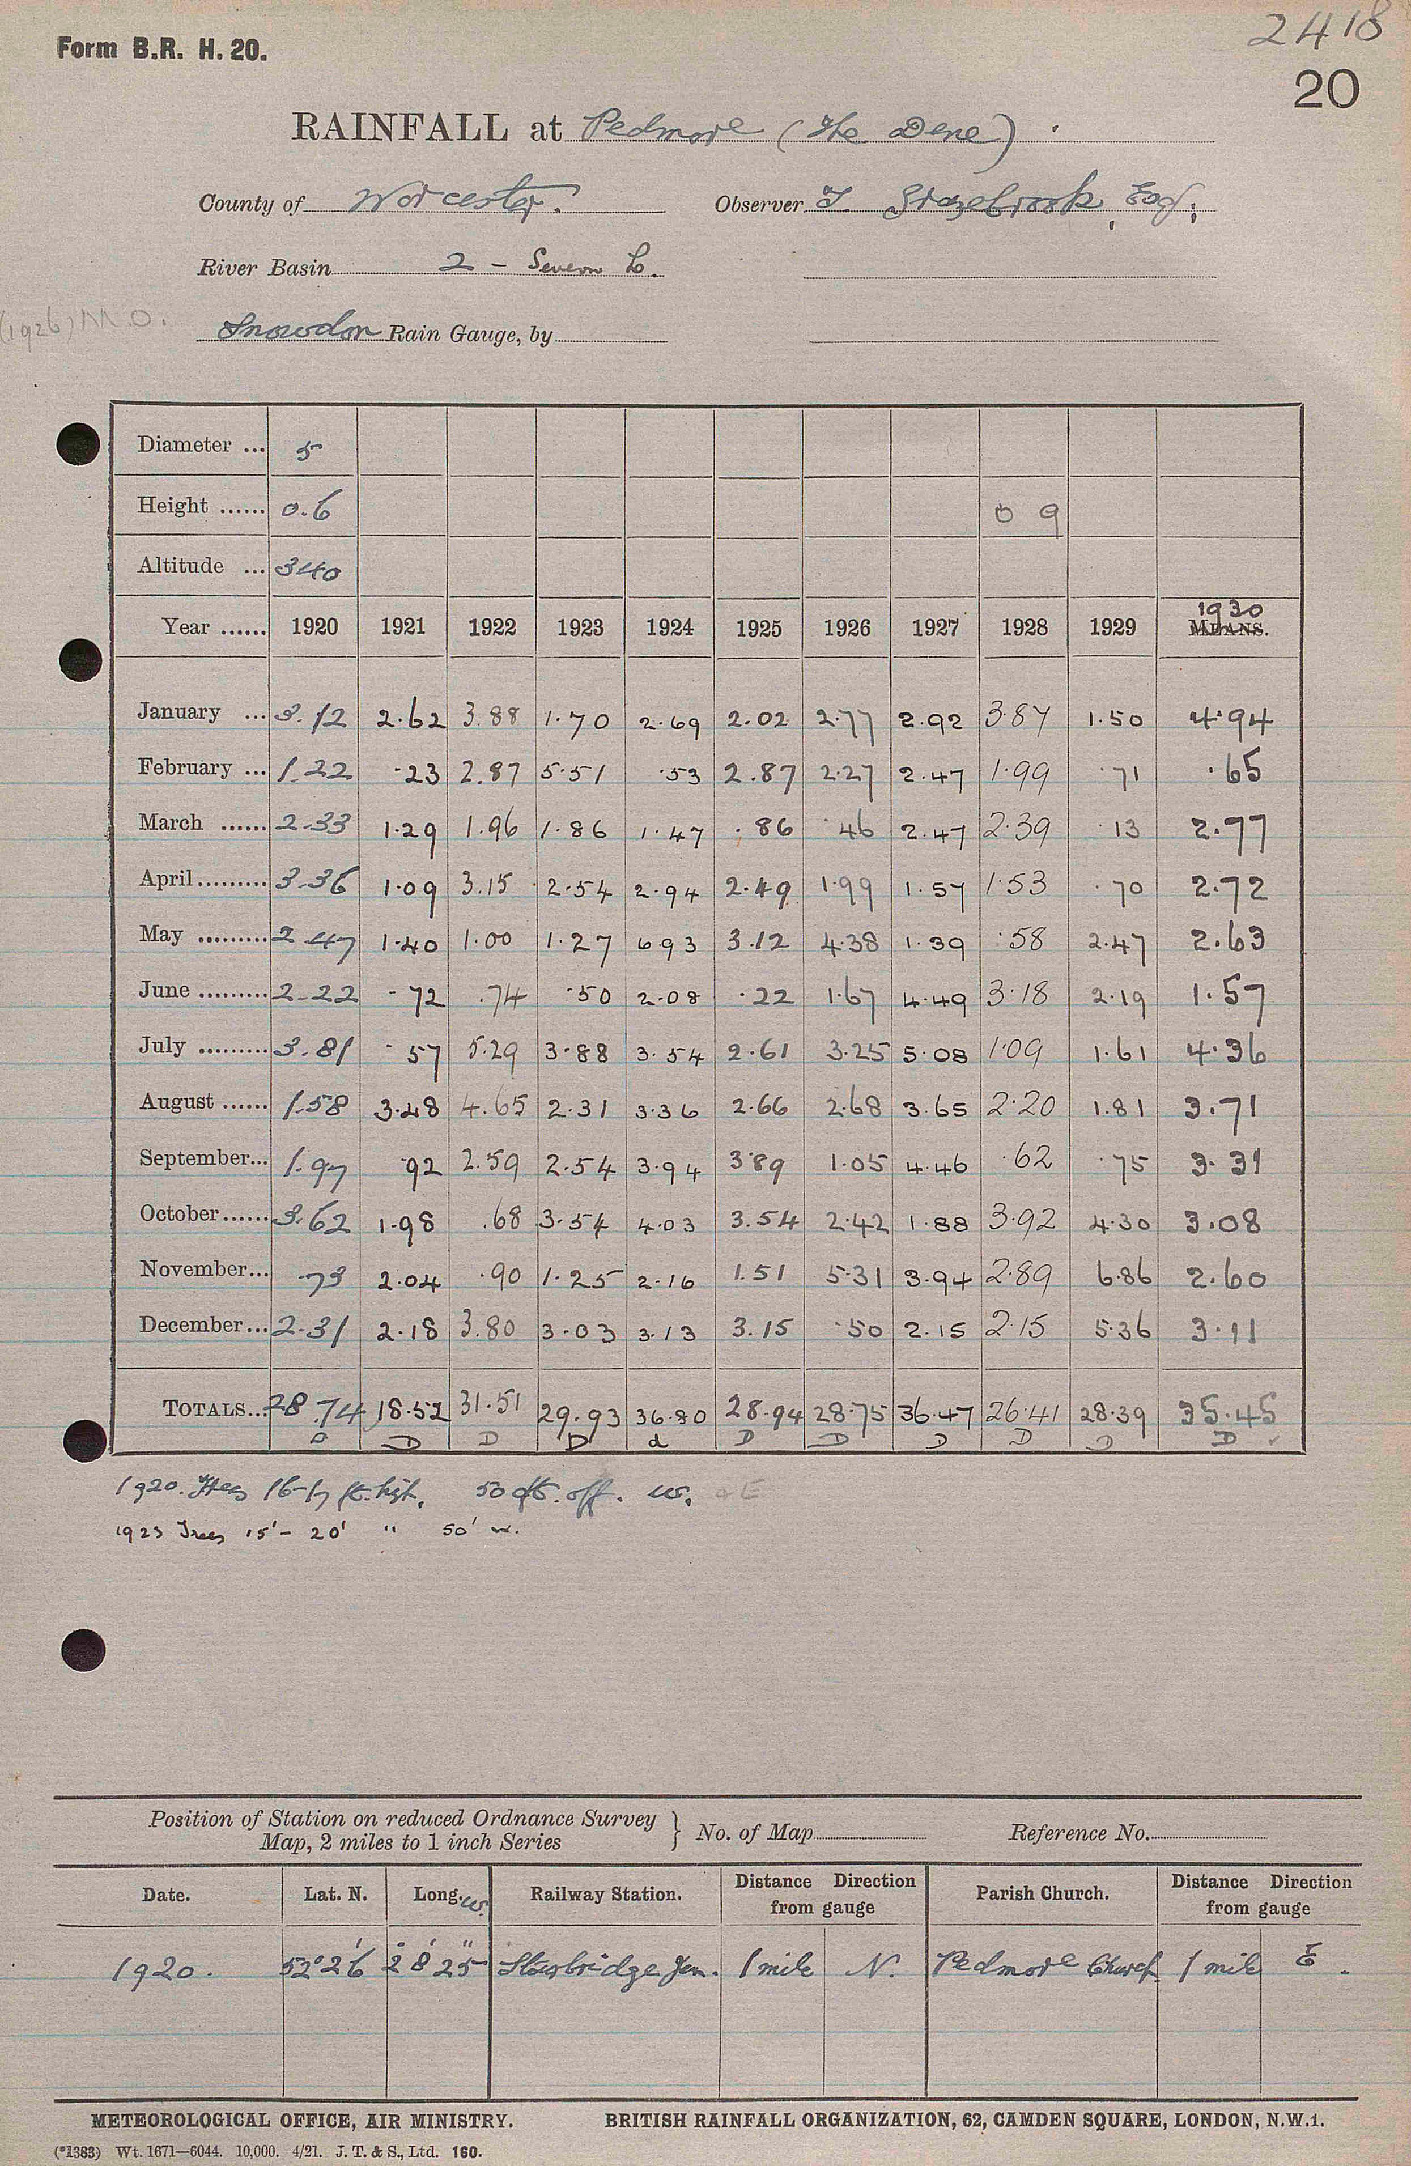 2418
Form B.R. H. 20.
20
RAINFALL at Pedmore (The Dene).
County of Worcester. Observer T Grazebrook, Esq;
River Basin 2 - Severn b.
(1926) M.O.
Snowdon Rain Gauge, by
Diameter ... 5
Height ...... 0.6 0 9
Altitude ... 340
1930
Year ...... 1920 1921 1922 1923 1924 1925 1926 1927 1928 1929 MEANS.
January ... 3.12 2.62 3.88 1.70 2.69 2.02 2.77 2.92 3.87 1.50 4.94
February ... 1.22 .23 2.87 5.51 .53 2.87 2.27 2.47 1.99 .71 .65
March ...... 2.33 1.29 1.96 1.86 1.47 .86 .46 2.47 2.39 .13 2.77
April ......... 3.36 1.09 3.15 2.54 2.94 2.49 1.99 1.57 1.53 .70 2.72
May ......... 2.47 1.40 1.00 1.27 6.93 3.12 4.38 1.39 .58 2.47 2.63
June ......... 2.22 .72 .74 .50 2.08 .22 1.67 4.49 3.18 2.19 1.57
July ......... 3.81 .57 5.29 3.88 3.54 2.61 3.25 5.08 1.09 1.61 4.36
August ...... 1.58 3.48 4.65 2.31 3.36 2.66 2.68 3.65 2.20 1.81 3.71
September... 1.97 .92 2.59 2.54 3.94 3.89 1.05 4.46 .62 .75 3.31
October...... 3.62 1.98 .68 3.54 4.03 3.54 2.42 1.88 3.92 4.30 3.08
November... .73 2.04 .90 1.25 2.16 1.51 5.31 3.94 2.89 6.86 2.60
December... 2.31 2.18 3.80 3.03 3.13 3.15 .50 2.15 2.15 5.36 3.11
TOTALS... 28.74 18.52 31.51 29.93 36.80 28.94 28.75 36.47 26.41 28.39 35.45
D D D D d D D D D D D ✓
1920. Trees 16-17 ft. high. 50 ft. off. W. & E
1923 Trees 15'- 20' " 50' W.
Position of Station on reduced Ordnance Survey
Map, 2 miles to 1 inch Series } No. of Map Reference No.
Date. Lat. N. Long. W. Railway Station. Distance Direction from gauge Parish Church. Distance Direction from gauge
1920. 52° 26' 2° 8' 25" Stourbridge Jcn. 1 mile N. Pedmore Church 1 mile E.
METEOROLOGICAL OFFICE, AIR MINISTRY. BRITISH RAINFALL ORGANIZATION, 62, CAMDEN SQUARE, LONDON, N.W.1.
(*1383) Wt. 1671—6044. 10,000. 4/21. J. T. & S., Ltd. 160.